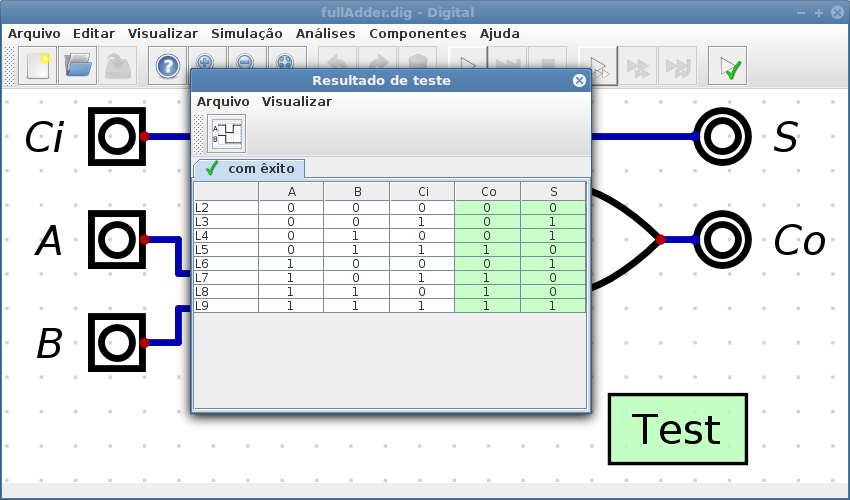 fullAdder.dig - Digital
Arquivo Editar Visualizar Simulação Análises Componentes Ajuda
Resultado de teste
Arquivo Visualizar
A
B
com êxito
A B Ci Co S
L2 0 0 0 0 0
L3 0 0 1 0 1
L4 0 1 0 0 1
L5 0 1 1 1 0
L6 1 0 0 0 1
L7 1 0 1 1 0
L8 1 1 0 1 0
L9 1 1 1 1 1
Ci
S
A
Co
B
Test